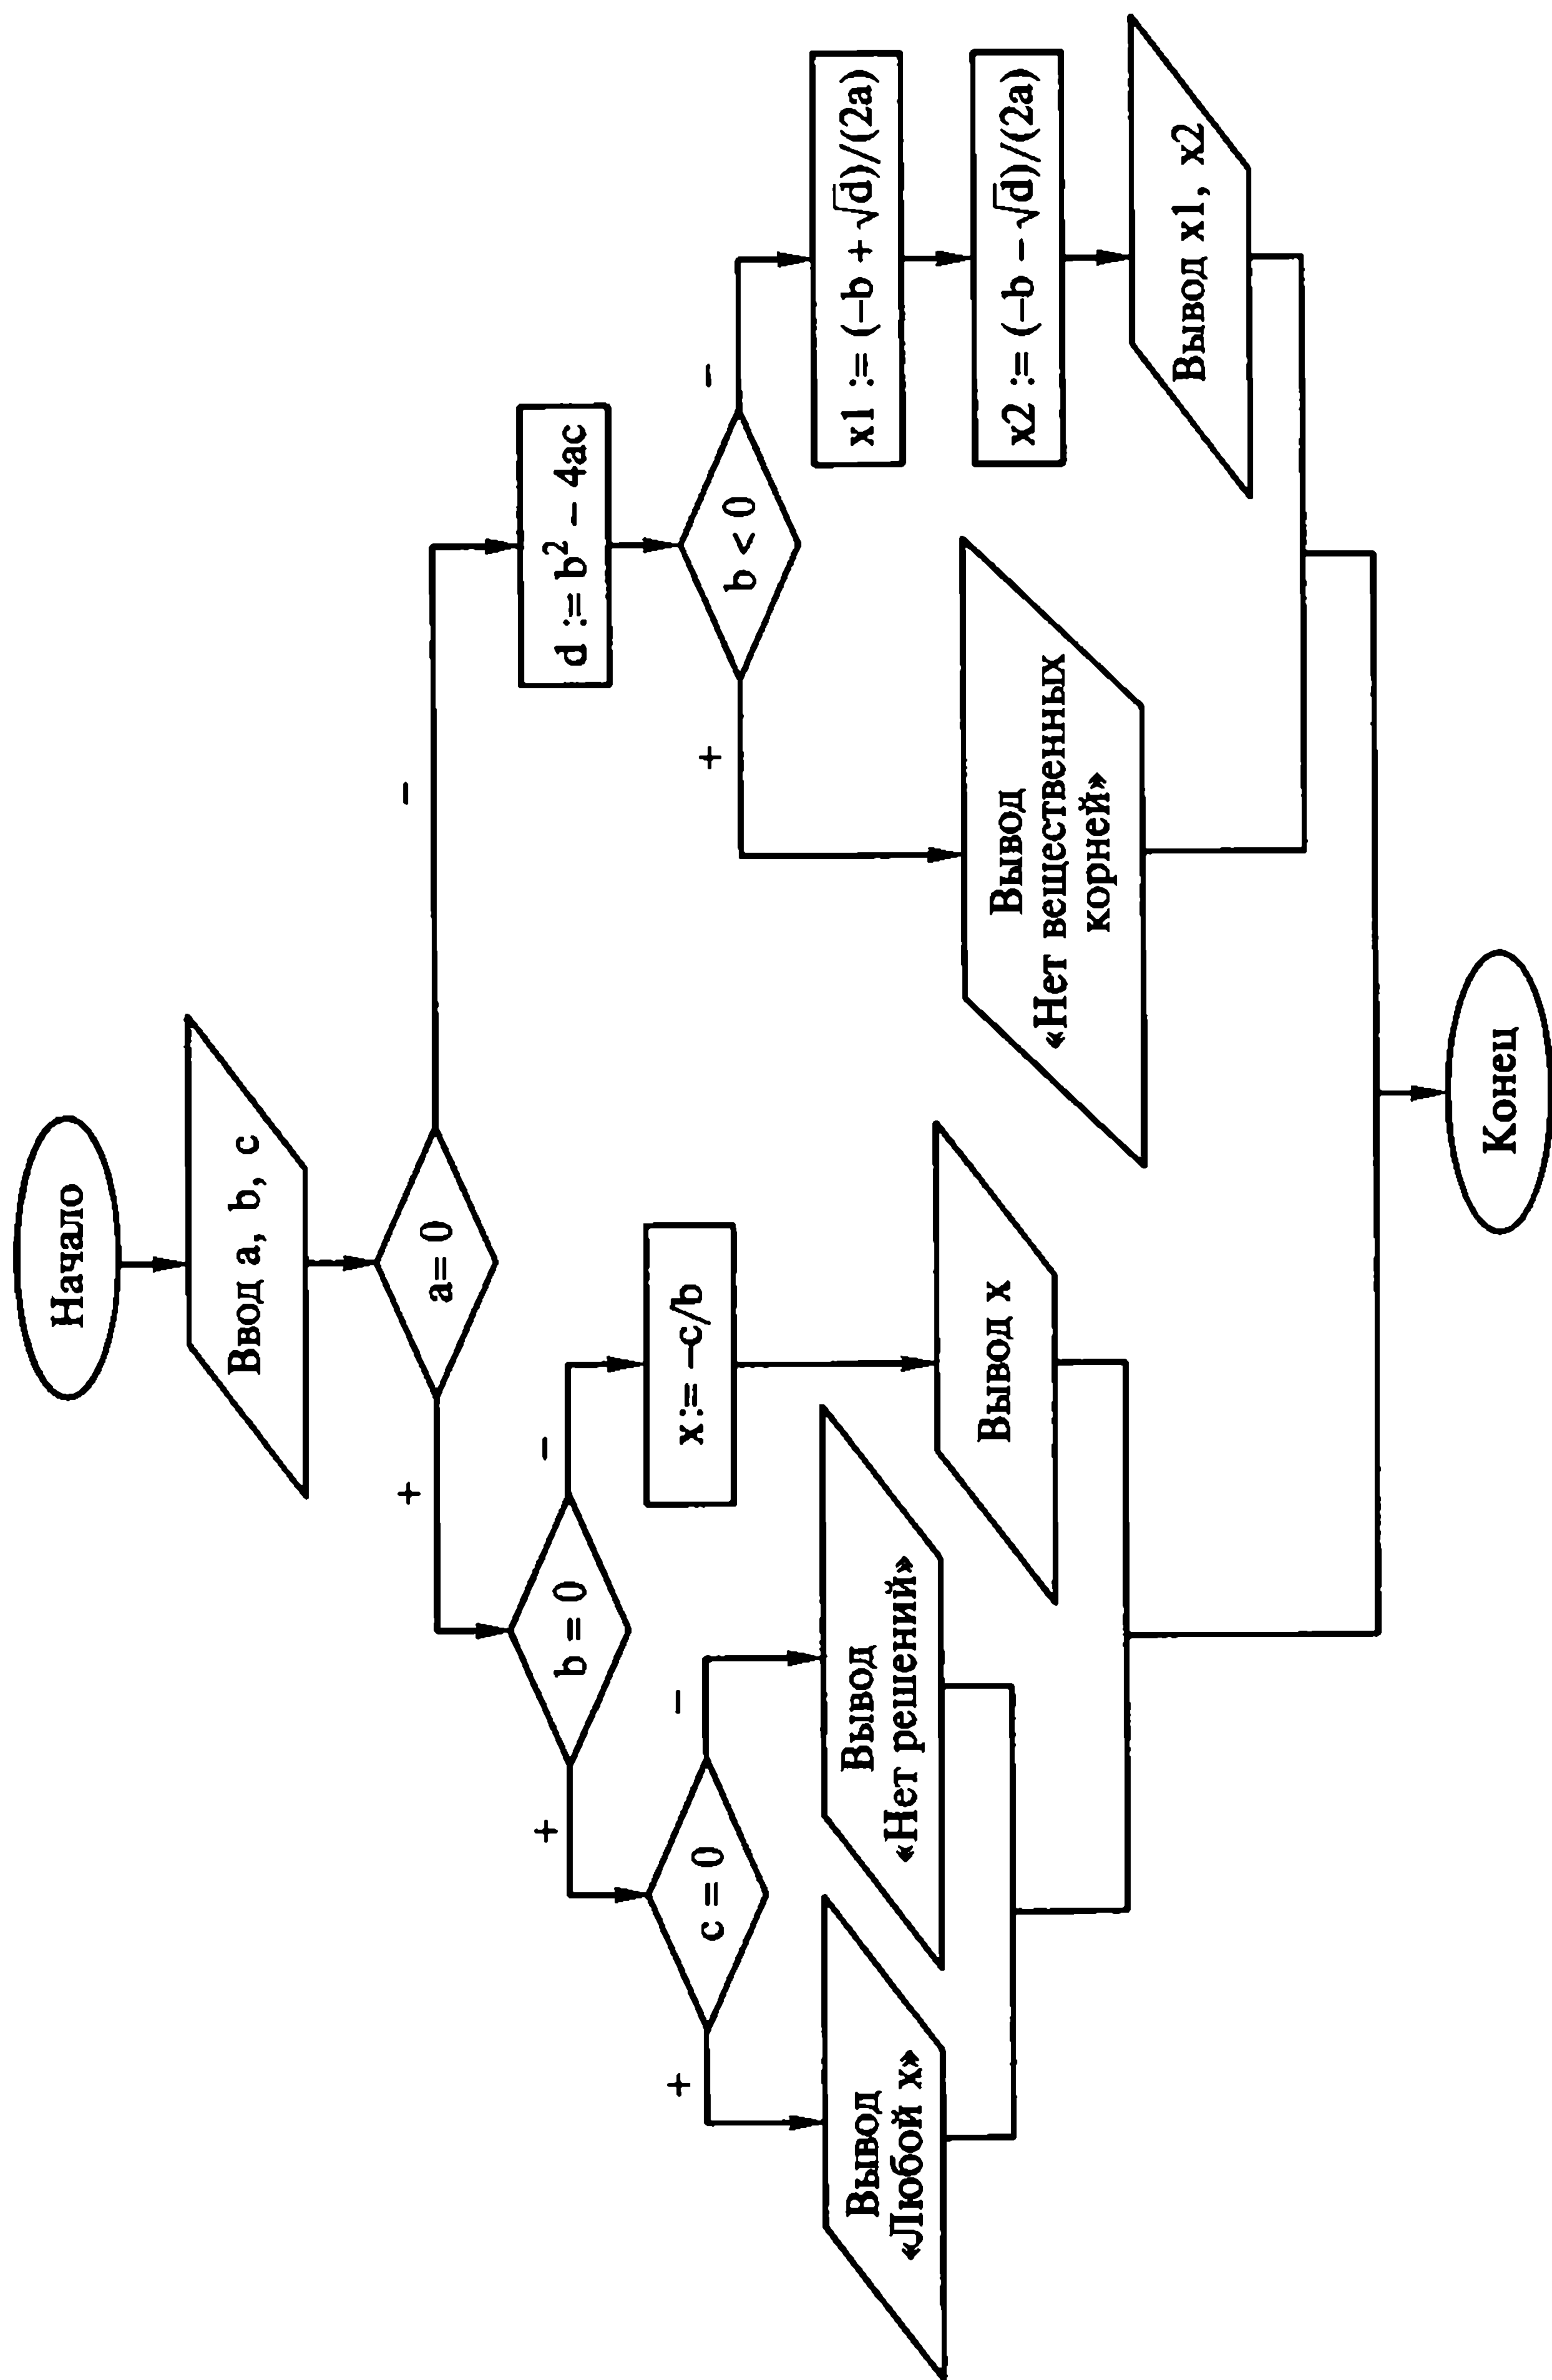 Начало
Ввод a, b, c
a= 0
+
−
b = 0
+
−
d := b² − 4ac
c = 0
+
−
x := −c/b
b < 0
+
−
Вывод
«Любой x»
Вывод
«Нет решений»
Вывод x
Вывод
«Нет вещественных
корней»
x1 := (−b + √d)/(2a)
x2 := (−b − √d)/(2a)
Вывод x1, x2
Конец